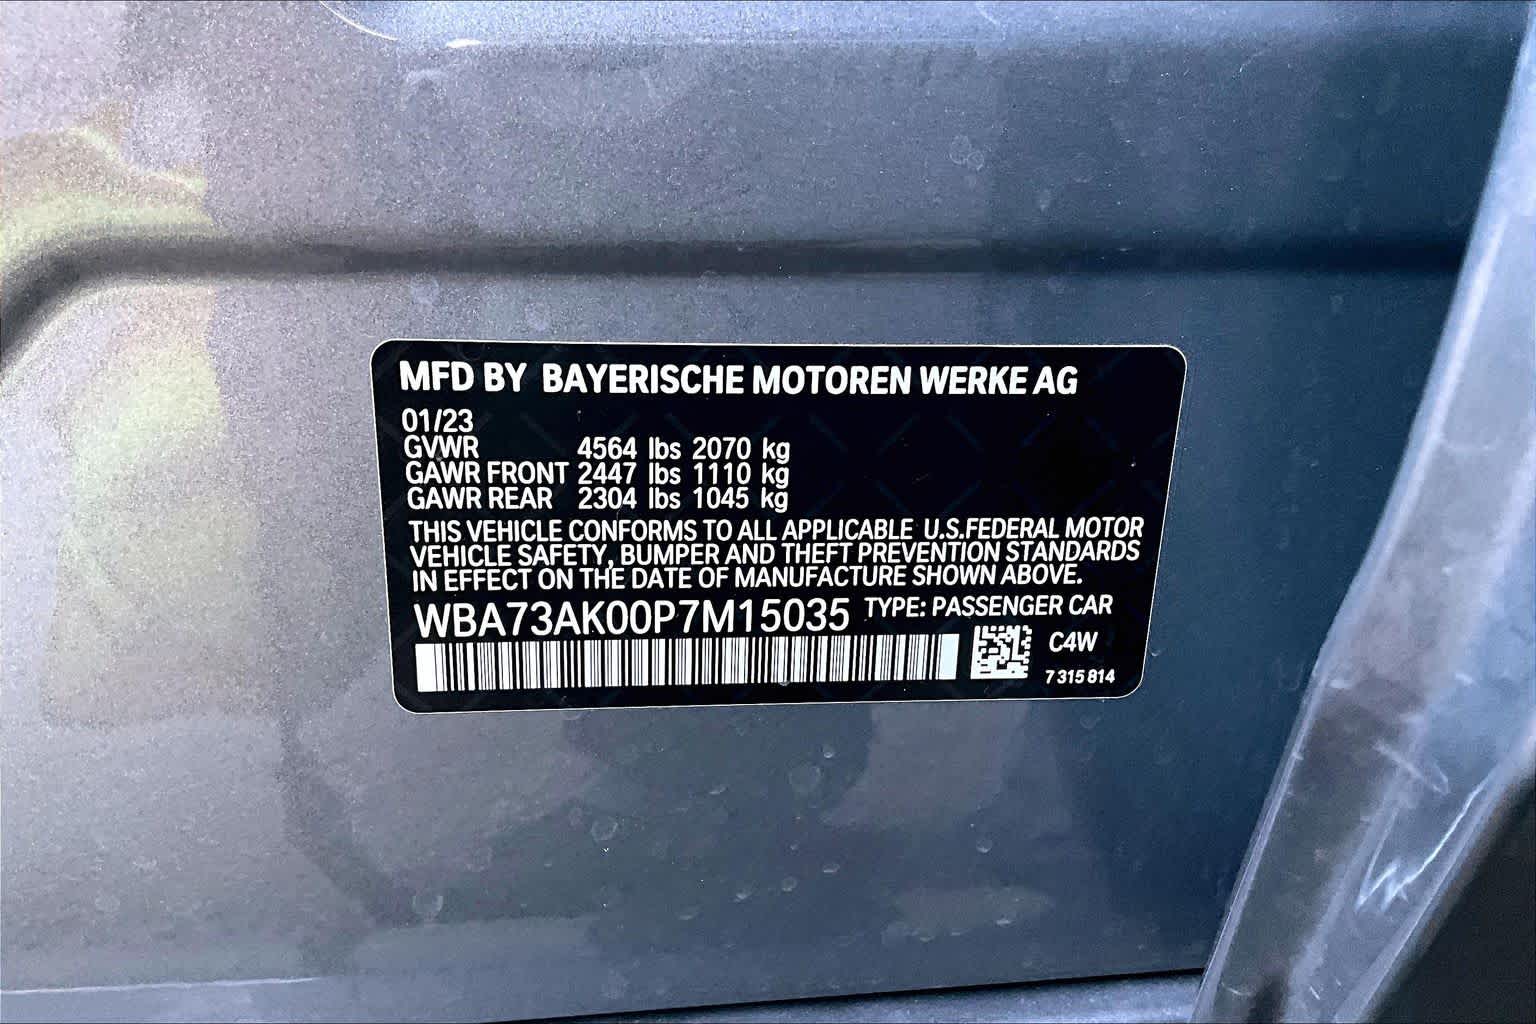 MFD BY BAYERISCHE MOTOREN WERKE AG
01/23
GVWR 4564 lbs 2070 kg
GAWR FRONT 2447 lbs 1110 kg
GAWR REAR 2304 lbs 1045 kg
THIS VEHICLE CONFORMS TO ALL APPLICABLE U.S.FEDERAL MOTOR
VEHICLE SAFETY, BUMPER AND THEFT PREVENTION STANDARDS
IN EFFECT ON THE DATE OF MANUFACTURE SHOWN ABOVE.
WBA73AK00P7M15035 TYPE: PASSENGER CAR
C4W
7 315 814